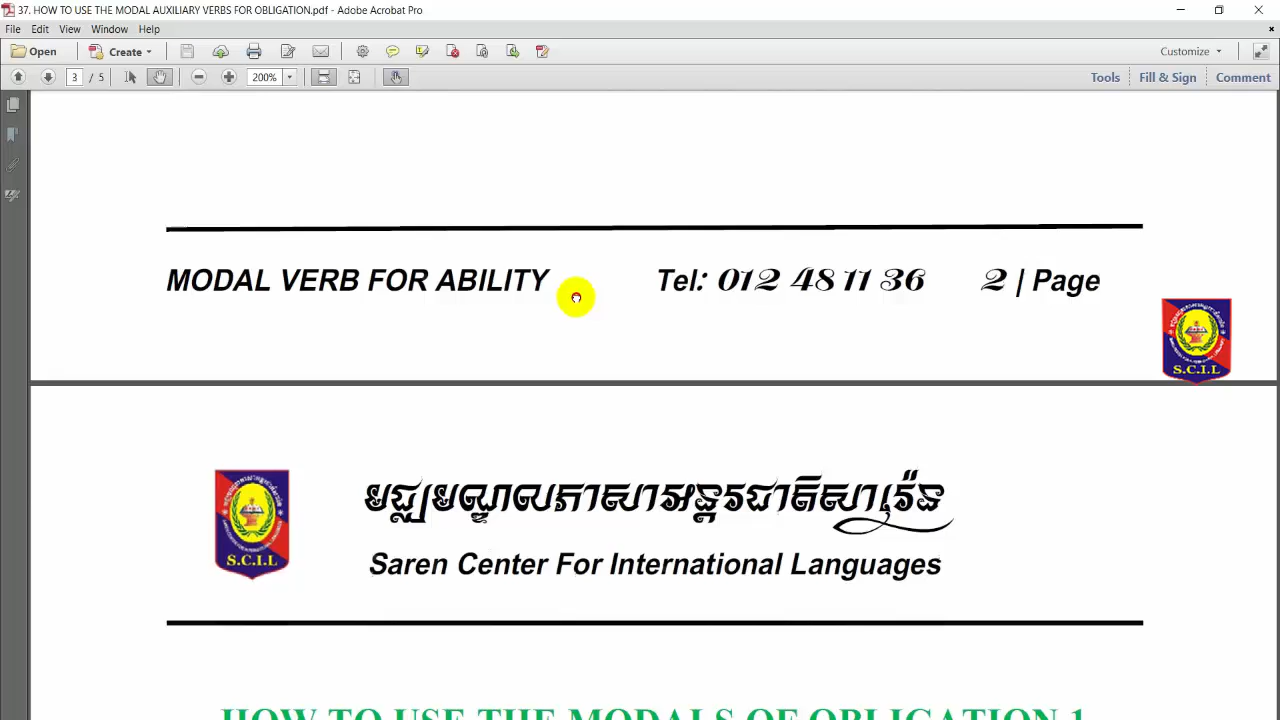 37. HOW TO USE THE MODAL AUXILIARY VERBS FOR OBLIGATION.pdf - Adobe Acrobat Pro
File Edit View Window Help
Open Create Customize
3 / 5 200% Tools Fill & Sign Comment
MODAL VERB FOR ABILITY Tel: 012 48 11 36 2 | Page
S.C.I.L
មជ្ឈមណ្ឌលភាសាអន្តរជាតិសារ៉េន
S.C.I.L
Saren Center For International Languages
HOW TO USE THE MODALS OF OBLIGATION 1